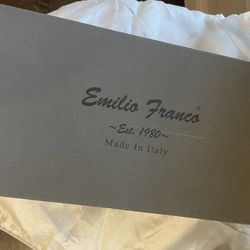 Emilio Franco®
~Est. 1980~
Made In Italy